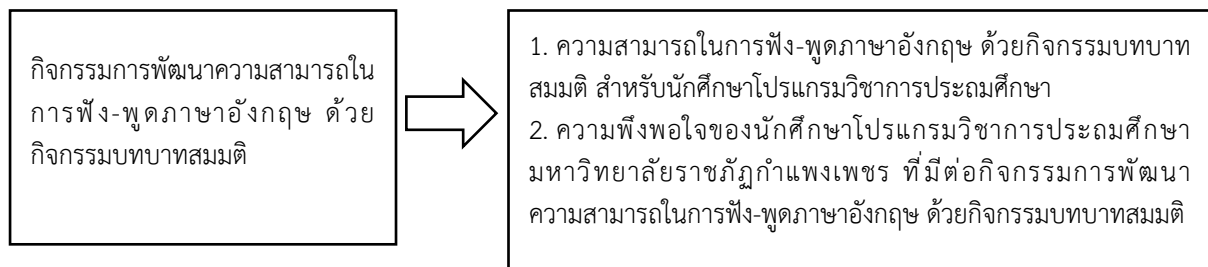 กิจกรรมการพัฒนาความสามารถใน
การฟัง-พูดภาษาอังกฤษ ด้วย
กิจกรรมบทบาทสมมติ
1. ความสามารถในการฟัง-พูดภาษาอังกฤษ ด้วยกิจกรรมบทบาท
สมมติ สำหรับนักศึกษาโปรแกรมวิชาการประถมศึกษา
2. ความพึงพอใจของนักศึกษาโปรแกรมวิชาการประถมศึกษา
มหาวิทยาลัยราชภัฏกำแพงเพชร ที่มีต่อกิจกรรมการพัฒนา
ความสามารถในการฟัง-พูดภาษาอังกฤษ ด้วยกิจกรรมบทบาทสมมติ